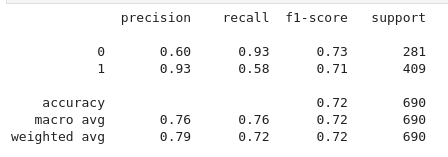 precision recall f1-score support
0 0.60 0.93 0.73 281
1 0.93 0.58 0.71 409
accuracy 0.72 690
macro avg 0.76 0.76 0.72 690
weighted avg 0.79 0.72 0.72 690